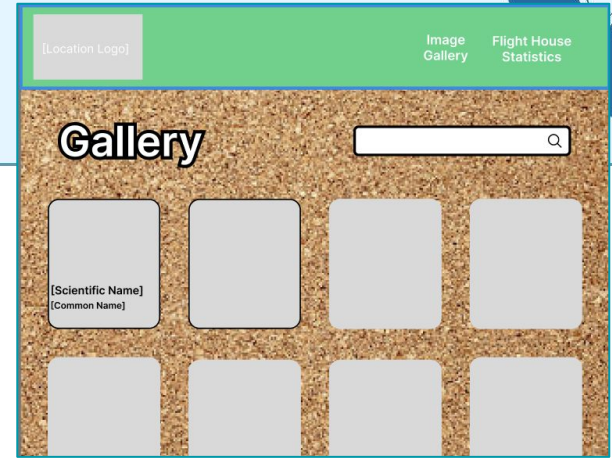 [Location Logo]
Image
Gallery
Flight House
Statistics
Gallery
[Scientific Name]
[Common Name]